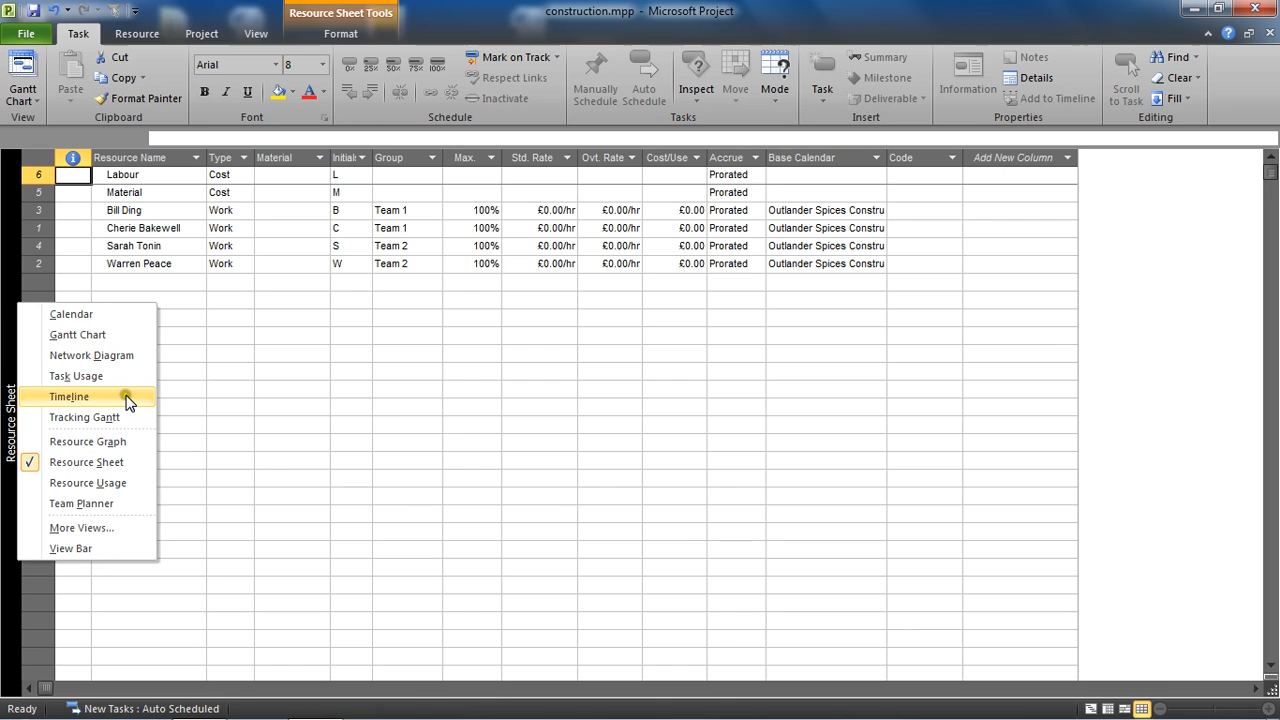 construction.mpp - Microsoft Project
Resource Sheet Tools
File Task Resource Project View Format
Gantt Chart
View
Paste
Cut
Copy
Format Painter
Clipboard
Arial 8
B I U A
Font
0% 25% 50% 75% 100%
Mark on Track
Respect Links
Inactivate
Manually Schedule
Auto Schedule
Schedule
Inspect
Move
Mode
Tasks
Task
Summary
Milestone
Deliverable
Insert
Information
Notes
Details
Add to Timeline
Properties
Scroll to Task
Find
Clear
Fill
Editing
Resource Name Type Material Initials Group Max. Std. Rate Ovt. Rate Cost/Use Accrue Base Calendar Code Add New Column
6 Labour Cost L Prorated
5 Material Cost M Prorated
3 Bill Ding Work B Team 1 100% £0.00/hr £0.00/hr £0.00 Prorated Outlander Spices Constru
1 Cherie Bakewell Work C Team 1 100% £0.00/hr £0.00/hr £0.00 Prorated Outlander Spices Constru
4 Sarah Tonin Work S Team 2 100% £0.00/hr £0.00/hr £0.00 Prorated Outlander Spices Constru
2 Warren Peace Work W Team 2 100% £0.00/hr £0.00/hr £0.00 Prorated Outlander Spices Constru
Resource Sheet
Calendar
Gantt Chart
Network Diagram
Task Usage
Timeline
Tracking Gantt
Resource Graph
Resource Sheet
Resource Usage
Team Planner
More Views...
View Bar
Ready New Tasks : Auto Scheduled